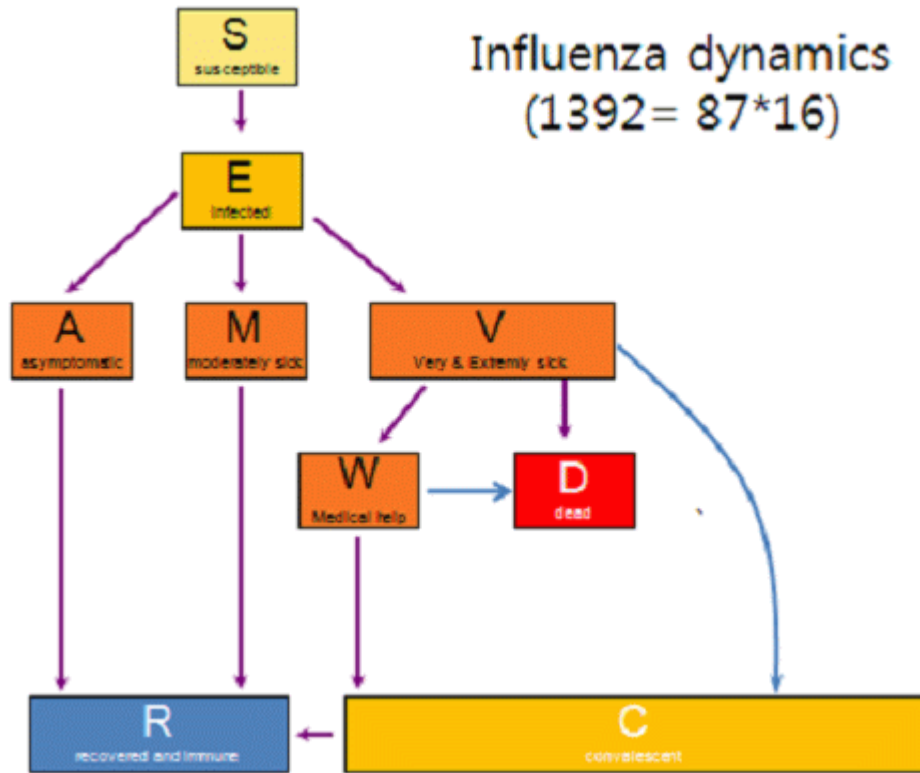 S
susceptible
Influenza dynamics
(1392= 87*16)
E
infected
A
asymptomatic
M
moderately sick
V
Very & Extremly sick
W
Medical help
D
dead
R
recovered and immune
C
convalescent